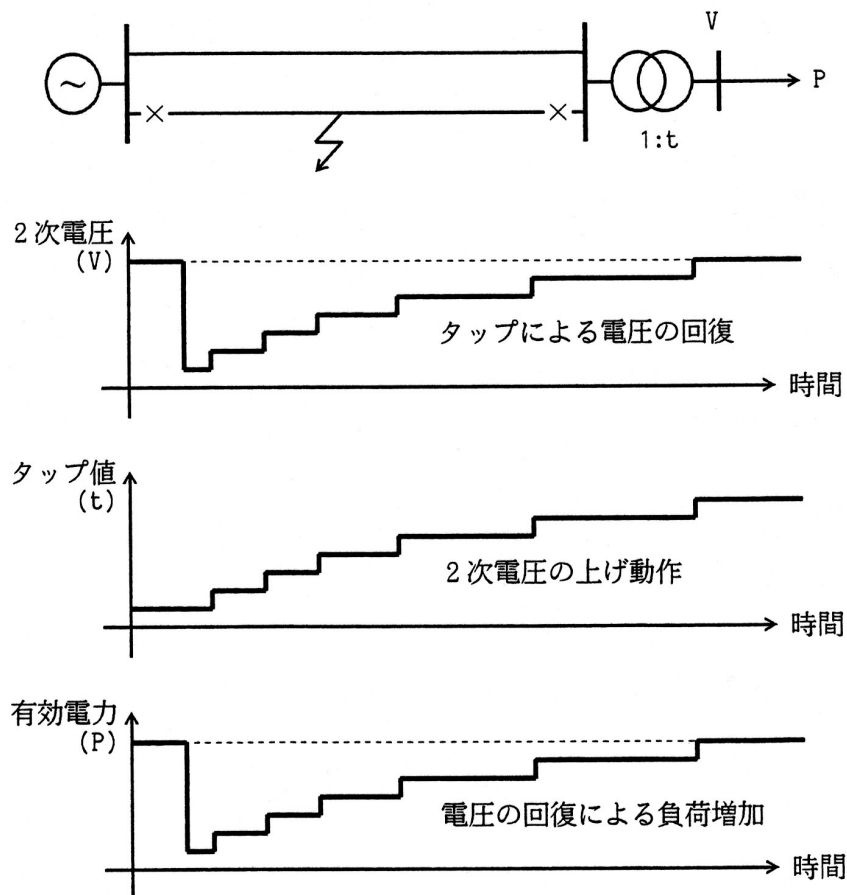 V
~
P
1:t
2次電圧
(V)
タップによる電圧の回復
時間
タップ値
(t)
2次電圧の上げ動作
時間
有効電力
(P)
電圧の回復による負荷増加
時間